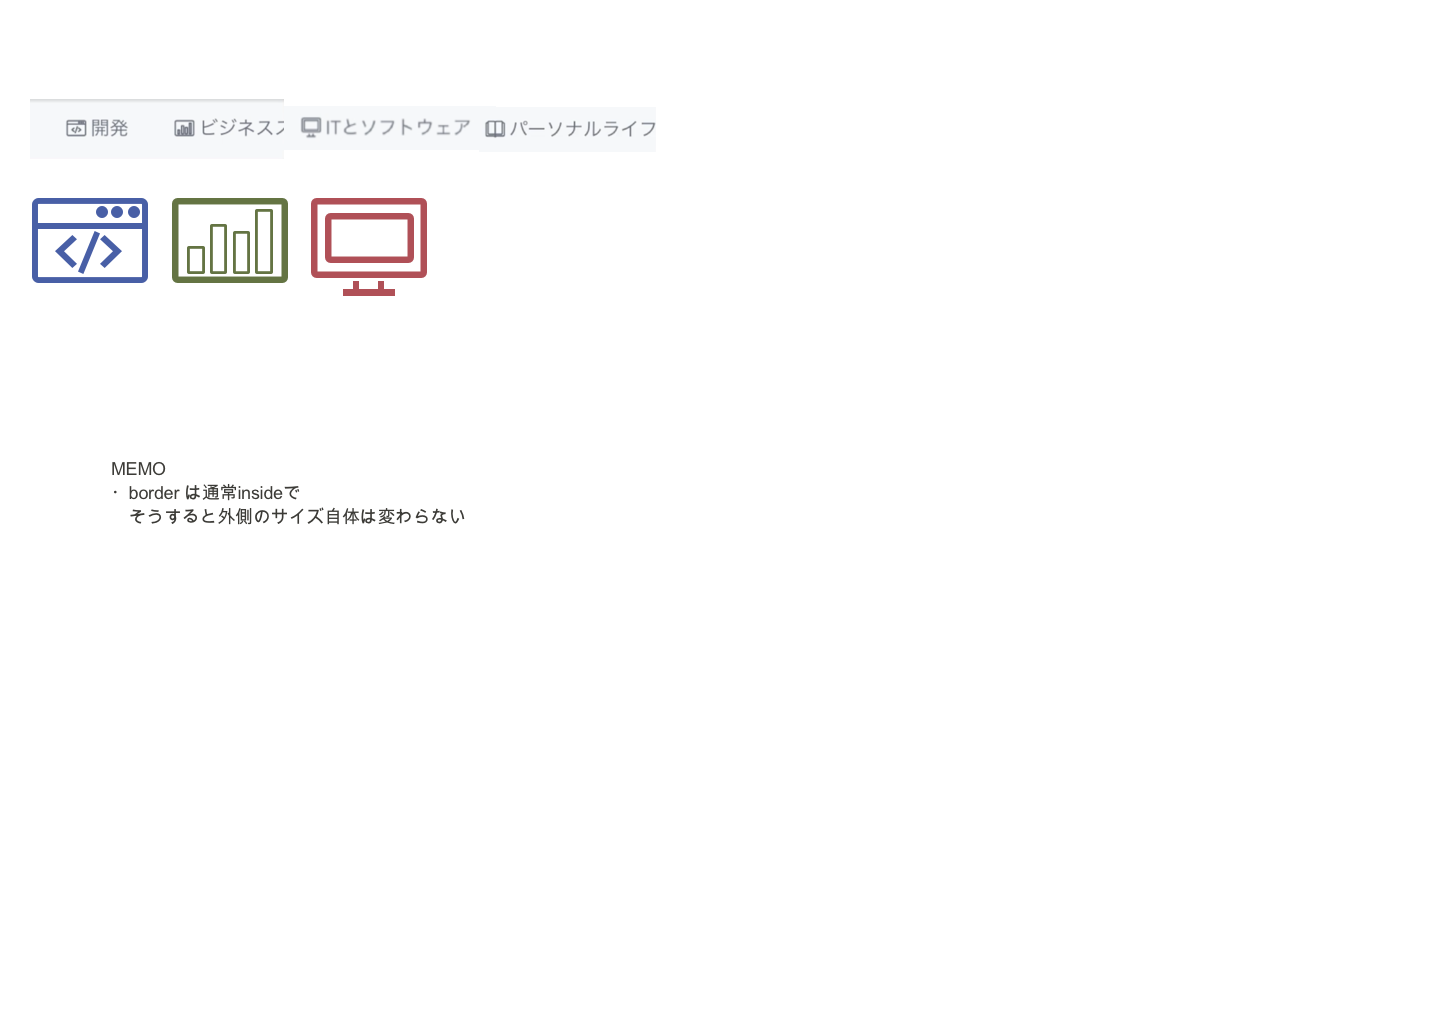 開発 ビジネスス ITとソフトウェア パーソナルライフ
</>
MEMO
・ border は通常insideで
そうすると外側のサイズ自体は変わらない